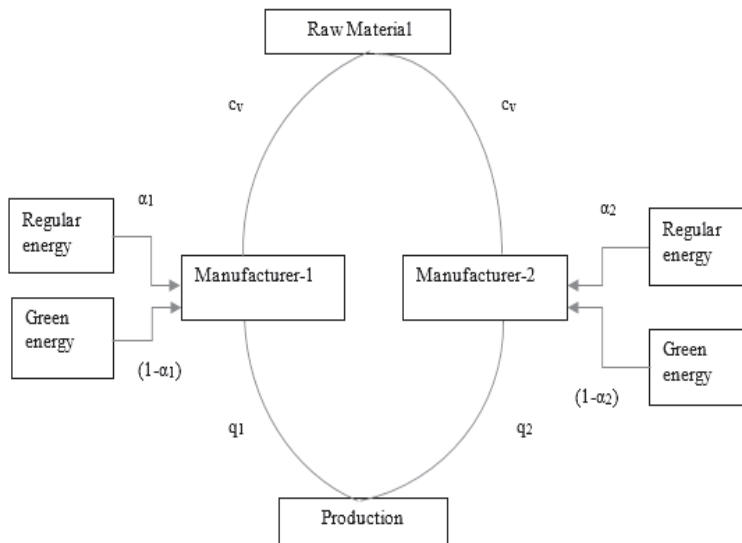 Raw Material
cᵥ
cᵥ
α₁
α₂
Regular
energy
Regular
energy
Manufacturer-1
Manufacturer-2
Green
energy
Green
energy
(1-α₁)
(1-α₂)
q₁
q₂
Production